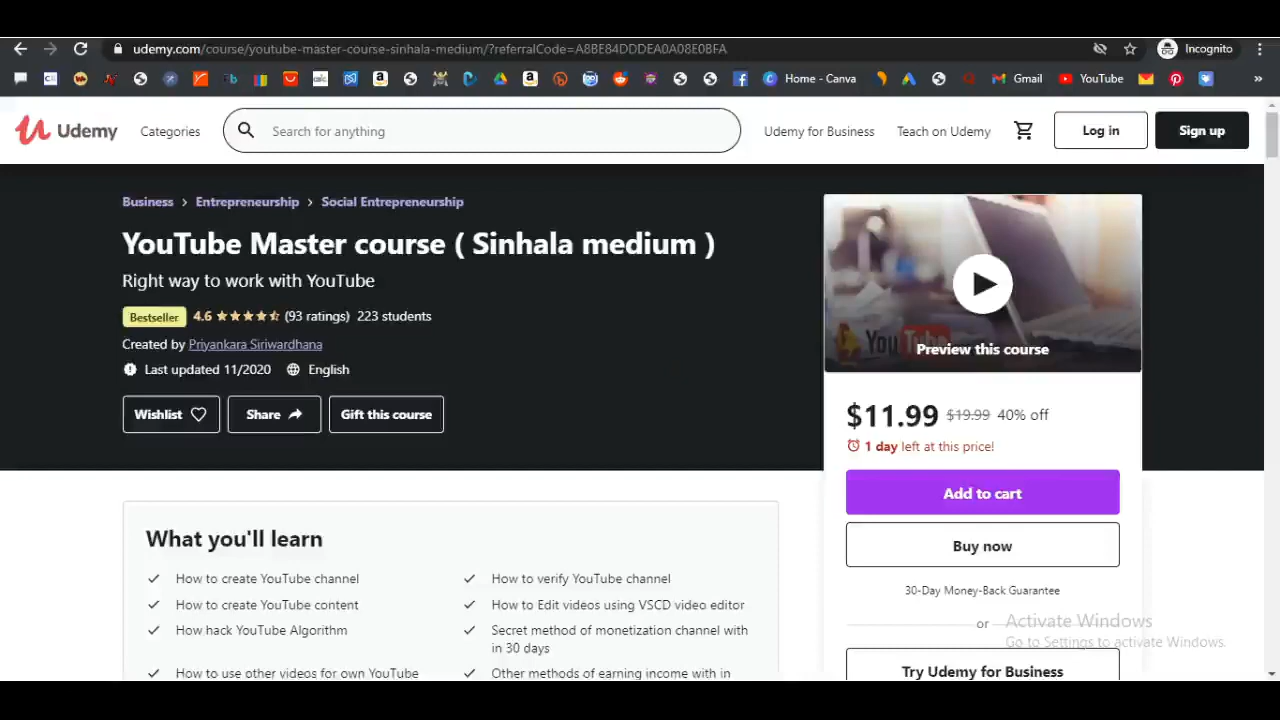 udemy.com/course/youtube-master-course-sinhala-medium/?referralCode=A8BE84DDDEA0A08E0BFA
Incognito
Home - Canva
Gmail
YouTube
»
Udemy
Categories
Search for anything
Udemy for Business
Teach on Udemy
Log in
Sign up
Business > Entrepreneurship > Social Entrepreneurship
YouTube Master course ( Sinhala medium )
Right way to work with YouTube
Bestseller 4.6 (93 ratings) 223 students
Created by Priyankara Siriwardhana
Last updated 11/2020 English
Wishlist Share Gift this course
YouTube
Preview this course
$11.99 $19.99 40% off
1 day left at this price!
Add to cart
Buy now
30-Day Money-Back Guarantee
or
Try Udemy for Business
Activate Windows
Go to Settings to activate Windows.
What you'll learn
How to create YouTube channel
How to verify YouTube channel
How to create YouTube content
How to Edit videos using VSCD video editor
How hack YouTube Algorithm
Secret method of monetization channel with
in 30 days
How to use other videos for own YouTube
Other methods of earning income with in